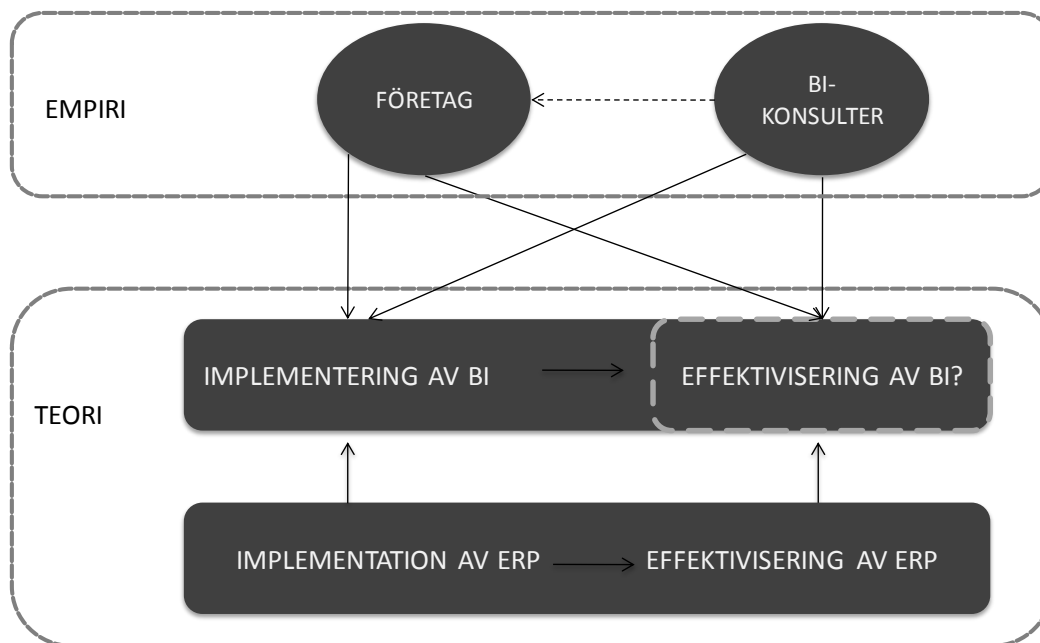 EMPIRI
FÖRETAG
BI-
KONSULTER
TEORI
IMPLEMENTERING AV BI
EFFEKTIVISERING AV BI?
IMPLEMENTATION AV ERP
EFFEKTIVISERING AV ERP